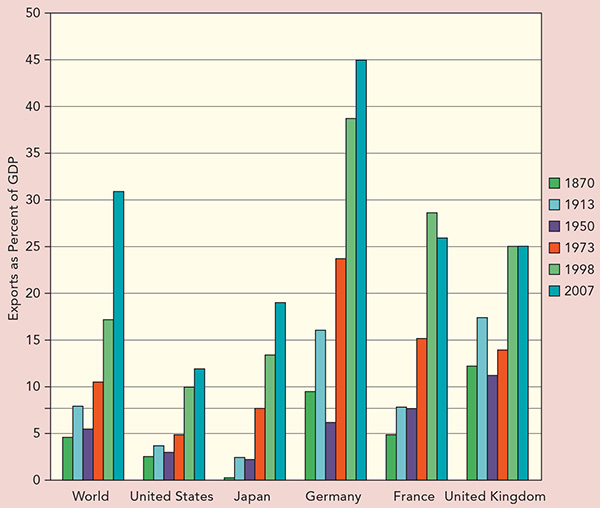 50
45
40
35
30
25
20
15
10
5
0
Exports as Percent of GDP
World
United States
Japan
Germany
France
United Kingdom
1870
1913
1950
1973
1998
2007